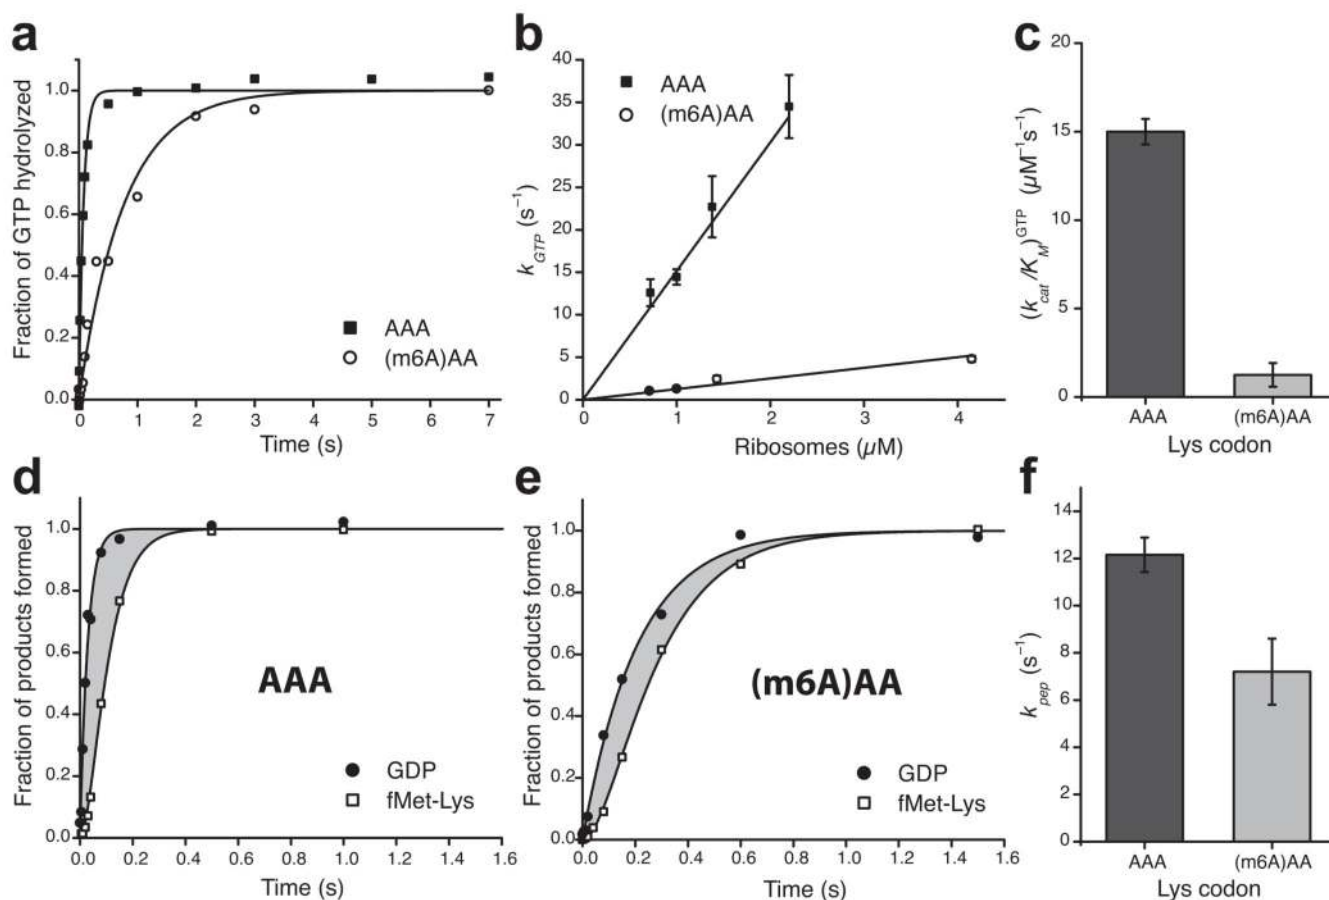 a
Fraction of GTP hydrolyzed
1.0
0.8
0.6
0.4
0.2
0.0
AAA
(m6A)AA
0 1 2 3 4 5 6 7
Time (s)
b
k_GTP (s⁻¹)
40
35
30
25
20
15
10
5
0
AAA
(m6A)AA
0 1 2 3 4
Ribosomes (µM)
c
(k_cat/K_M)^GTP (µM⁻¹s⁻¹)
20
15
10
5
0
AAA (m6A)AA
Lys codon
d
Fraction of products formed
1.0
0.8
0.6
0.4
0.2
0.0
AAA
GDP
fMet-Lys
0.0 0.2 0.4 0.6 0.8 1.0 1.2 1.4 1.6
Time (s)
e
Fraction of products formed
1.0
0.8
0.6
0.4
0.2
0.0
(m6A)AA
GDP
fMet-Lys
0.0 0.2 0.4 0.6 0.8 1.0 1.2 1.4 1.6
Time (s)
f
k_pep (s⁻¹)
14
12
10
8
6
4
2
0
AAA (m6A)AA
Lys codon